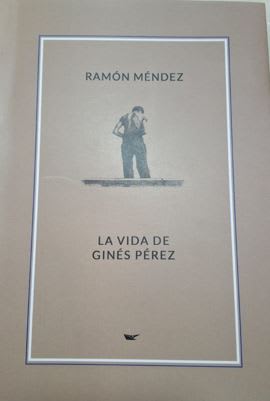 RAMÓN MÉNDEZ
LA VIDA DE
GINÉS PÉREZ